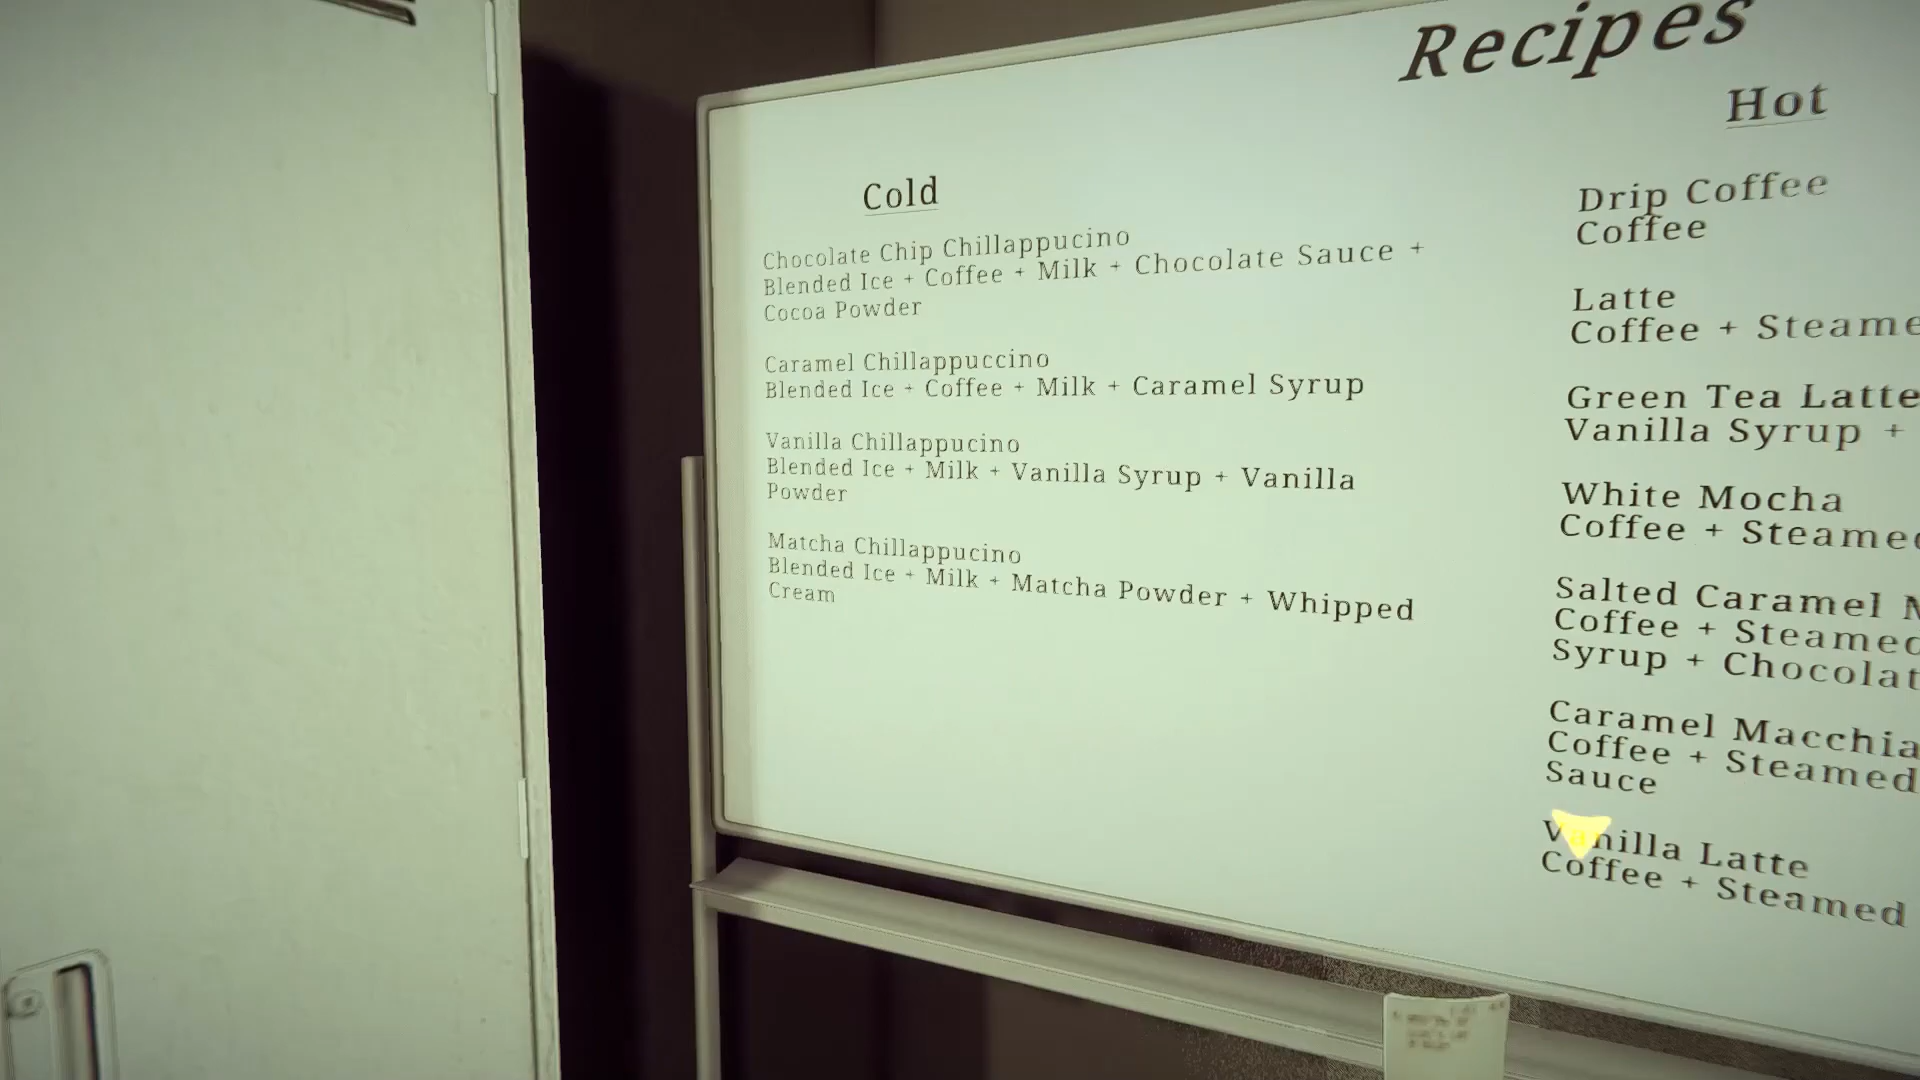 Recipes
Cold
Chocolate Chip Chillappucino
Blended Ice + Coffee + Milk + Chocolate Sauce +
Cocoa Powder
Caramel Chillappuccino
Blended Ice + Coffee + Milk + Caramel Syrup
Vanilla Chillappucino
Blended Ice + Milk + Vanilla Syrup + Vanilla
Powder
Matcha Chillappucino
Blended Ice + Milk + Matcha Powder + Whipped
Cream
Hot
Drip Coffee
Coffee
Latte
Coffee + Steame
Green Tea Latte
Vanilla Syrup +
White Mocha
Coffee + Steamed
Salted Caramel M
Coffee + Steamed
Syrup + Chocolat
Caramel Macchia
Coffee + Steamed
Sauce
Vanilla Latte
Coffee + Steamed